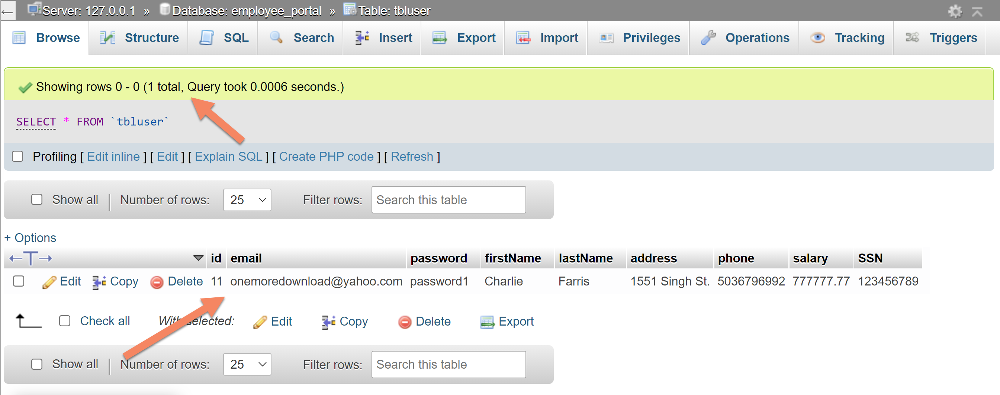 Server: 127.0.0.1 » Database: employee_portal » Table: tbluser
Browse Structure SQL Search Insert Export Import Privileges Operations Tracking Triggers
Showing rows 0 - 0 (1 total, Query took 0.0006 seconds.)
SELECT * FROM `tbluser`
Profiling [ Edit inline ] [ Edit ] [ Explain SQL ] [ Create PHP code ] [ Refresh ]
Show all | Number of rows: 25 Filter rows: Search this table
+ Options
←T→ id email password firstName lastName address phone salary SSN
Edit Copy Delete 11 onemoredownload@yahoo.com password1 Charlie Farris 1551 Singh St. 5036796992 777777.77 123456789
Check all With selected: Edit Copy Delete Export
Show all | Number of rows: 25 Filter rows: Search this table